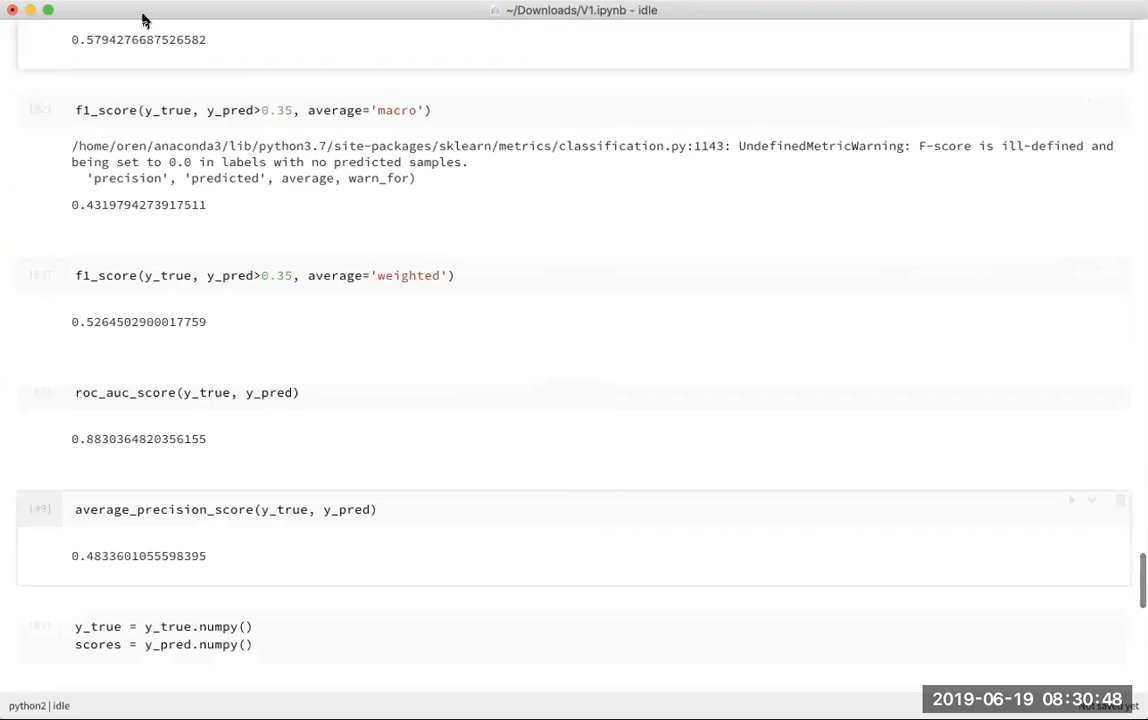 ~/Downloads/V1.ipynb - idle
0.5794276687526582
f1_score(y_true, y_pred>0.35, average='macro')
/home/oren/anaconda3/lib/python3.7/site-packages/sklearn/metrics/classification.py:1143: UndefinedMetricWarning: F-score is ill-defined and
being set to 0.0 in labels with no predicted samples.
'precision', 'predicted', average, warn_for)
0.4319794273917511
f1_score(y_true, y_pred>0.35, average='weighted')
0.5264502900017759
roc_auc_score(y_true, y_pred)
0.8830364820356155
[39]
average_precision_score(y_true, y_pred)
0.4833601055598395
y_true = y_true.numpy()
scores = y_pred.numpy()
python2 | idle
2019-06-19 08:30:48
Not saved yet